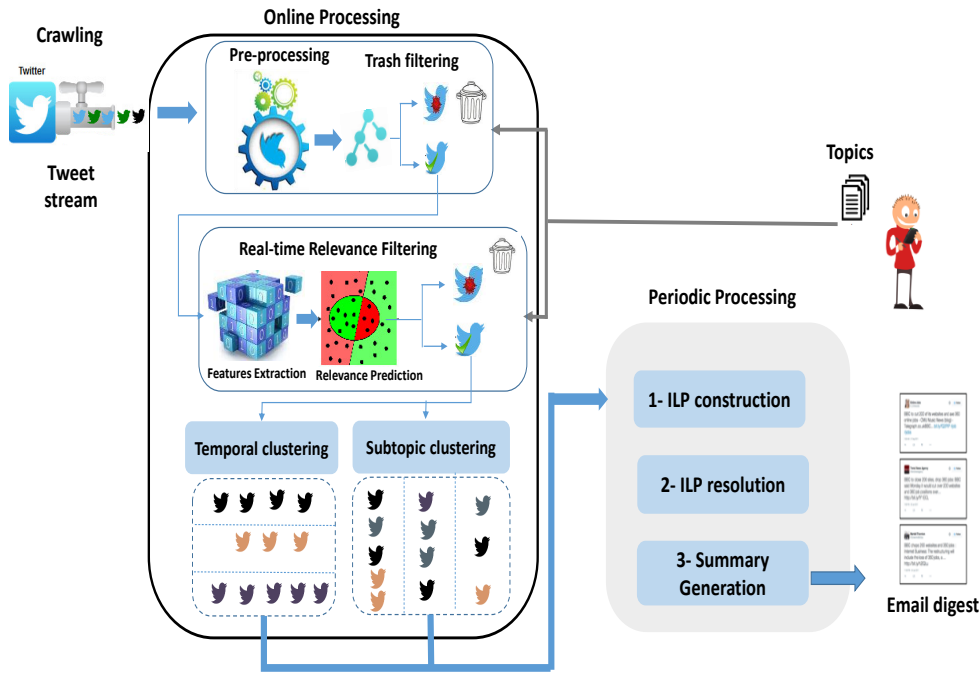 Online Processing
Crawling
Twitter
Tweet
stream
Pre-processing
Trash filtering
Topics
Real-time Relevance Filtering
Features Extraction
Relevance Prediction
Temporal clustering
Subtopic clustering
Periodic Processing
1- ILP construction
2- ILP resolution
3- Summary
Generation
Email digest